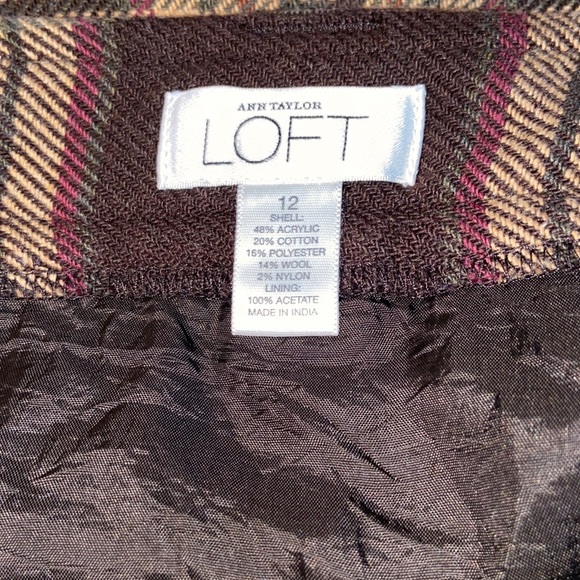 ANN TAYLOR
LOFT
12
SHELL:
48% ACRYLIC
20% COTTON
16% POLYESTER
14% WOOL
2% NYLON
LINING:
100% ACETATE
MADE IN INDIA